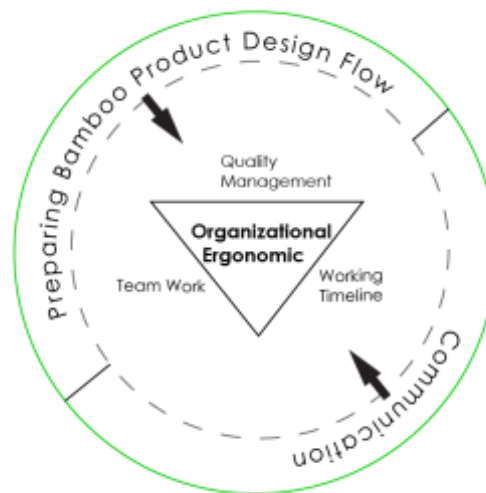 Preparing Bamboo Product Design Flow
Quality
Management
Organizational
Ergonomic
Team Work
Working
Timeline
Communication